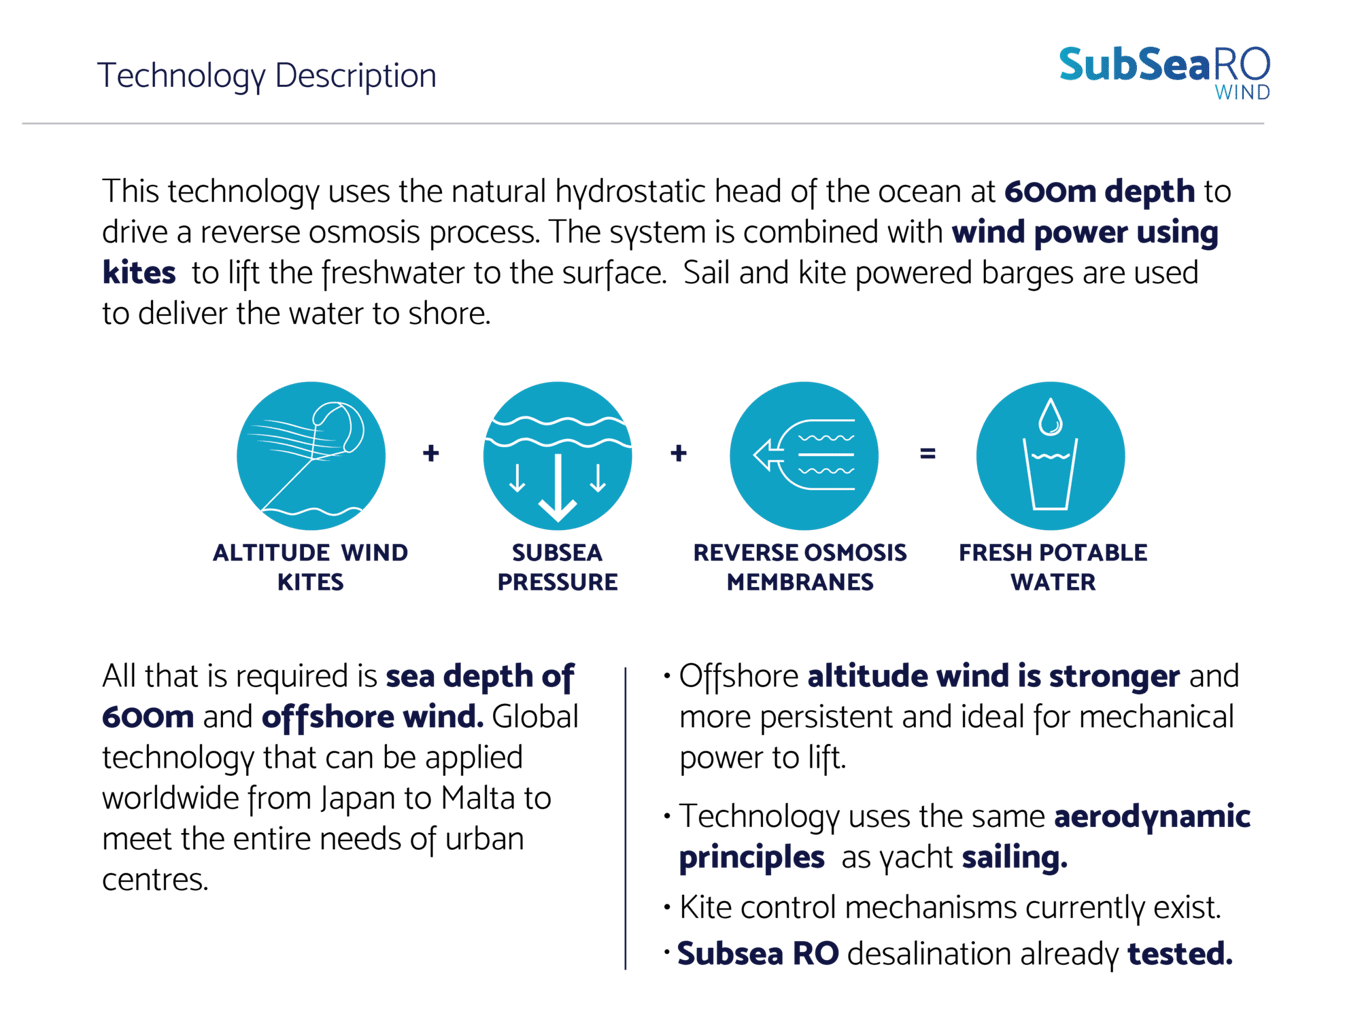 Technology Description
SubSeaRO
WIND
This technology uses the natural hydrostatic head of the ocean at 600m depth to
drive a reverse osmosis process. The system is combined with wind power using
kites to lift the freshwater to the surface. Sail and kite powered barges are used
to deliver the water to shore.
+
+
=
ALTITUDE WIND
KITES
SUBSEA
PRESSURE
REVERSE OSMOSIS
MEMBRANES
FRESH POTABLE
WATER
All that is required is sea depth of
600m and offshore wind. Global
technology that can be applied
worldwide from Japan to Malta to
meet the entire needs of urban
centres.
· Offshore altitude wind is stronger and
more persistent and ideal for mechanical
power to lift.
· Technology uses the same aerodynamic
principles as yacht sailing.
· Kite control mechanisms currently exist.
· Subsea RO desalination already tested.